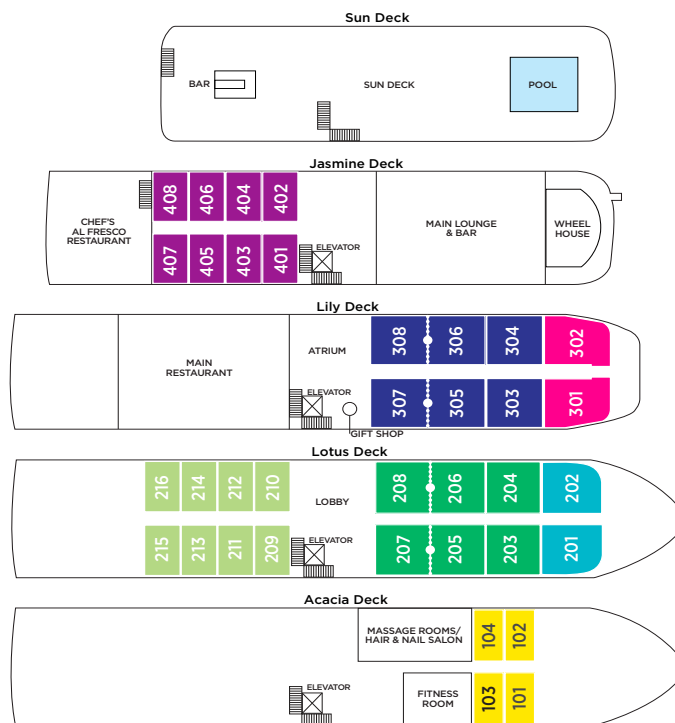 Sun Deck
BAR
SUN DECK
POOL
Jasmine Deck
408
406
404
402
CHEF'S
AL FRESCO
RESTAURANT
MAIN LOUNGE
& BAR
WHEEL
HOUSE
407
405
403
401
ELEVATOR
Lily Deck
308
306
304
302
ATRIUM
MAIN
RESTAURANT
307
305
303
301
ELEVATOR
GIFT SHOP
Lotus Deck
216
214
212
210
LOBBY
208
206
204
202
215
213
211
209
ELEVATOR
207
205
203
201
Acacia Deck
MASSAGE ROOMS/
HAIR & NAIL SALON
104
102
ELEVATOR
FITNESS
ROOM
103
101